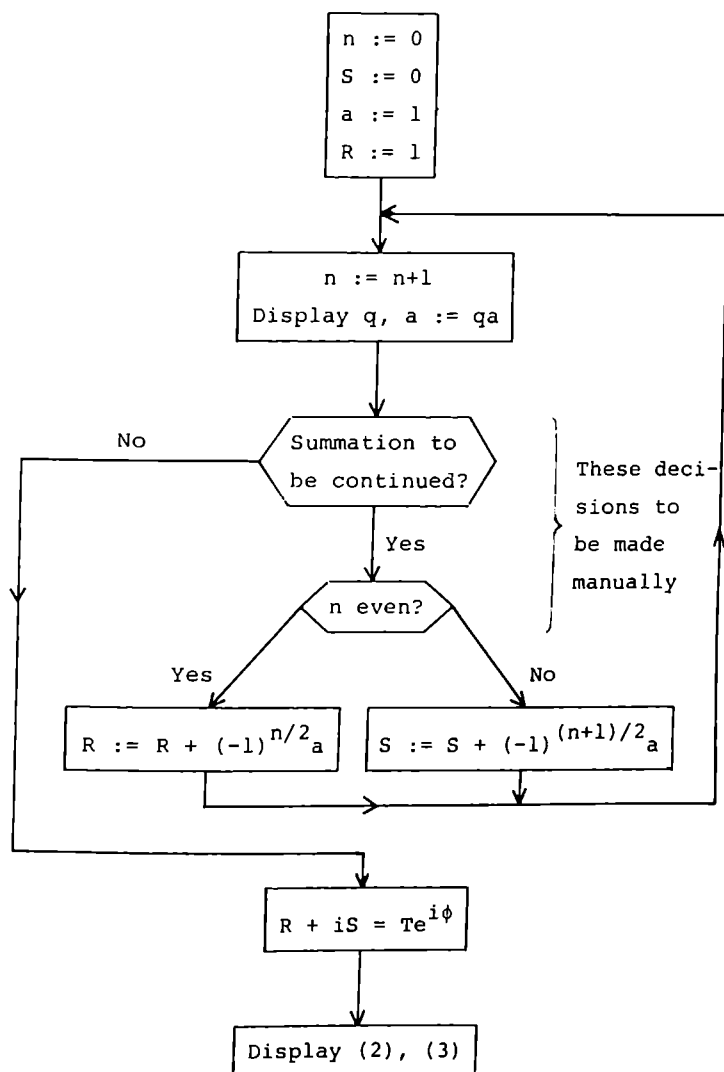 n := 0
S := 0
a := 1
R := 1
n := n+1
Display q, a := qa
No
Summation to
be continued?
These deci-
sions to
be made
manually
Yes
n even?
Yes
No
R := R + (-1)^{n/2}a
S := S + (-1)^{(n+1)/2}a
R + iS = Te^{iϕ}
Display (2), (3)